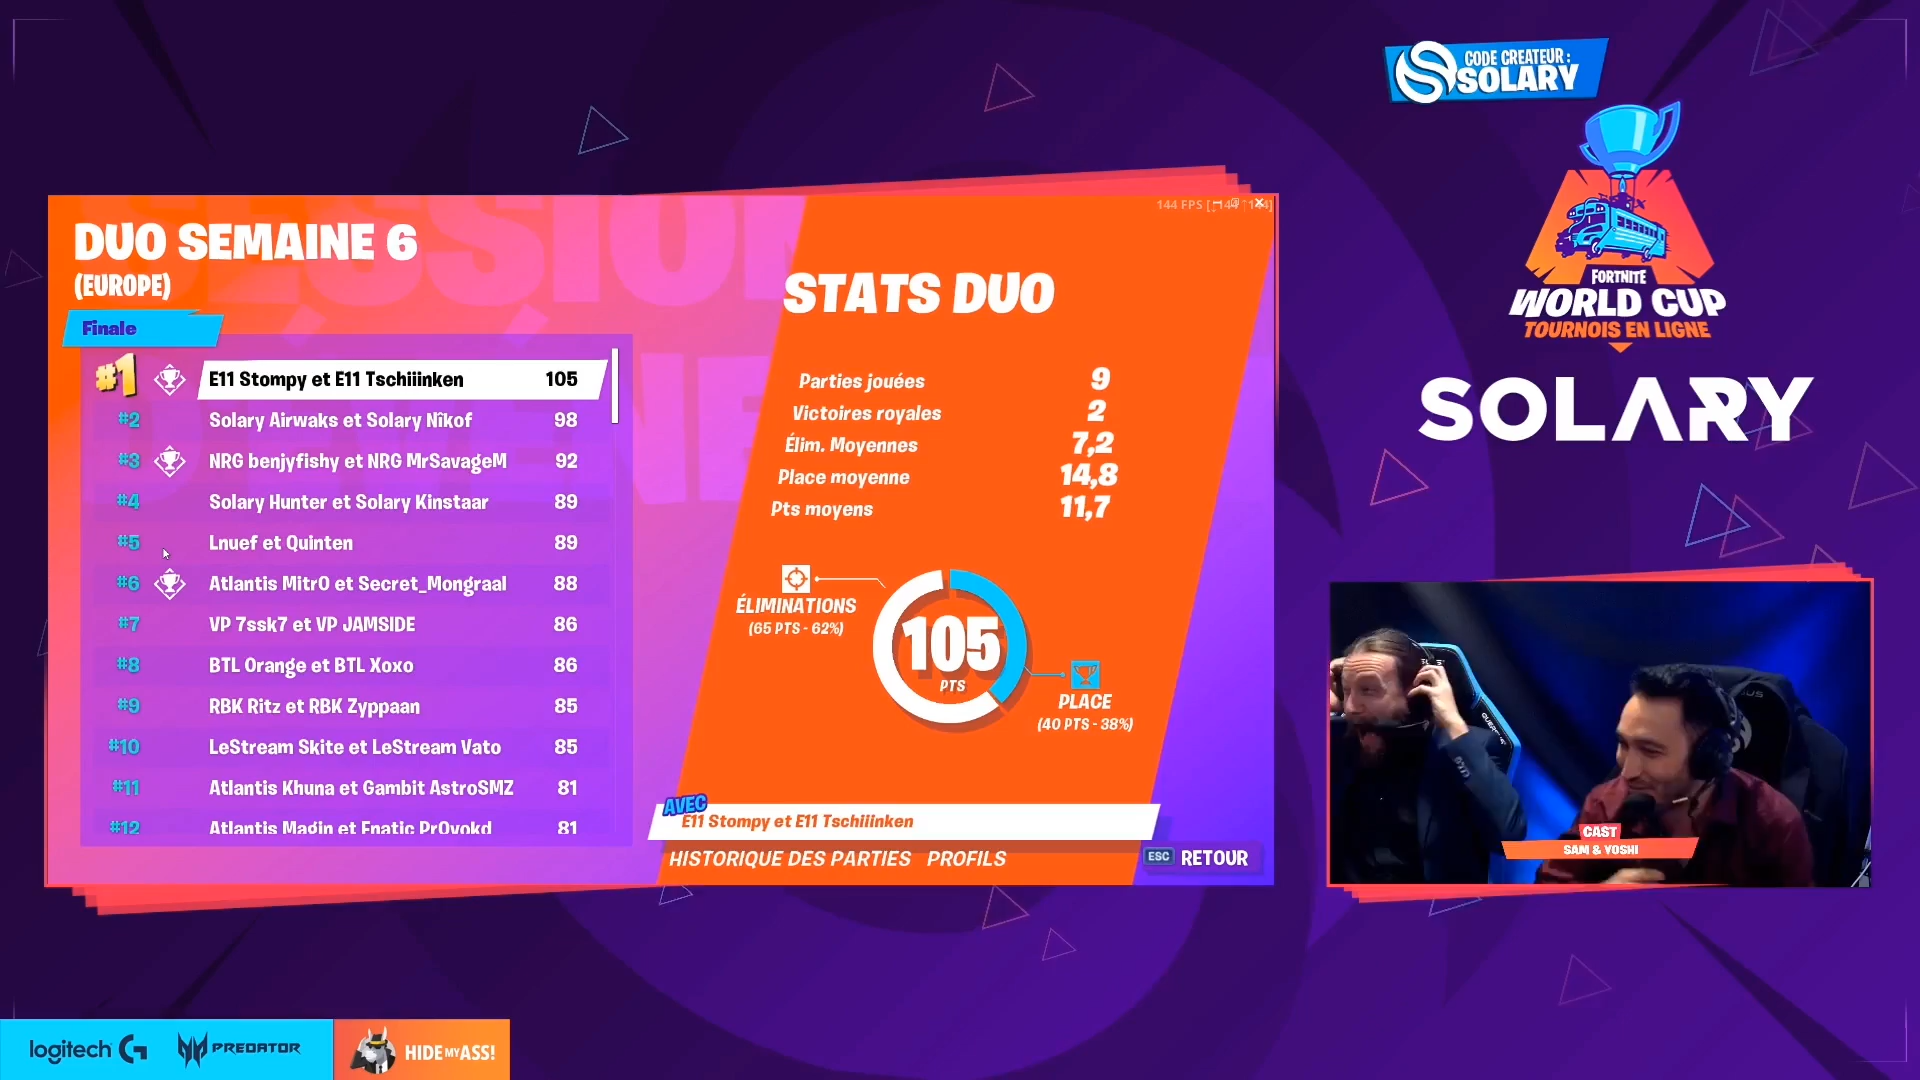 CODE CREATEUR :
SOLARY
FORTNITE
WORLD CUP
TOURNOIS EN LIGNE
SOLARY
DUO SEMAINE 6
(EUROPE)
Finale
#1 E11 Stompy et E11 Tschiiinken 105
#2 Solary Airwaks et Solary Nîkof 98
#3 NRG benjyfishy et NRG MrSavageM 92
#4 Solary Hunter et Solary Kinstaar 89
#5 Lnuef et Quinten 89
#6 Atlantis MitrO et Secret_Mongraal 88
#7 VP 7ssk7 et VP JAMSIDE 86
#8 BTL Orange et BTL Xoxo 86
#9 RBK Ritz et RBK Zyppaan 85
#10 LeStream Skite et LeStream Vato 85
#11 Atlantis Khuna et Gambit AstroSMZ 81
#12 Atlantis Magin et Fnatic PrOvokd 81
144 FPS
STATS DUO
Parties jouées 9
Victoires royales 2
Élim. Moyennes 7,2
Place moyenne 14,8
Pts moyens 11,7
ÉLIMINATIONS
(65 PTS - 62%)
105
PTS
PLACE
(40 PTS - 38%)
AVEC
E11 Stompy et E11 Tschiiinken
HISTORIQUE DES PARTIES PROFILS
ESC RETOUR
CAST
SAM & YOSHI
logitech G
PREDATOR
HIDE MY ASS!